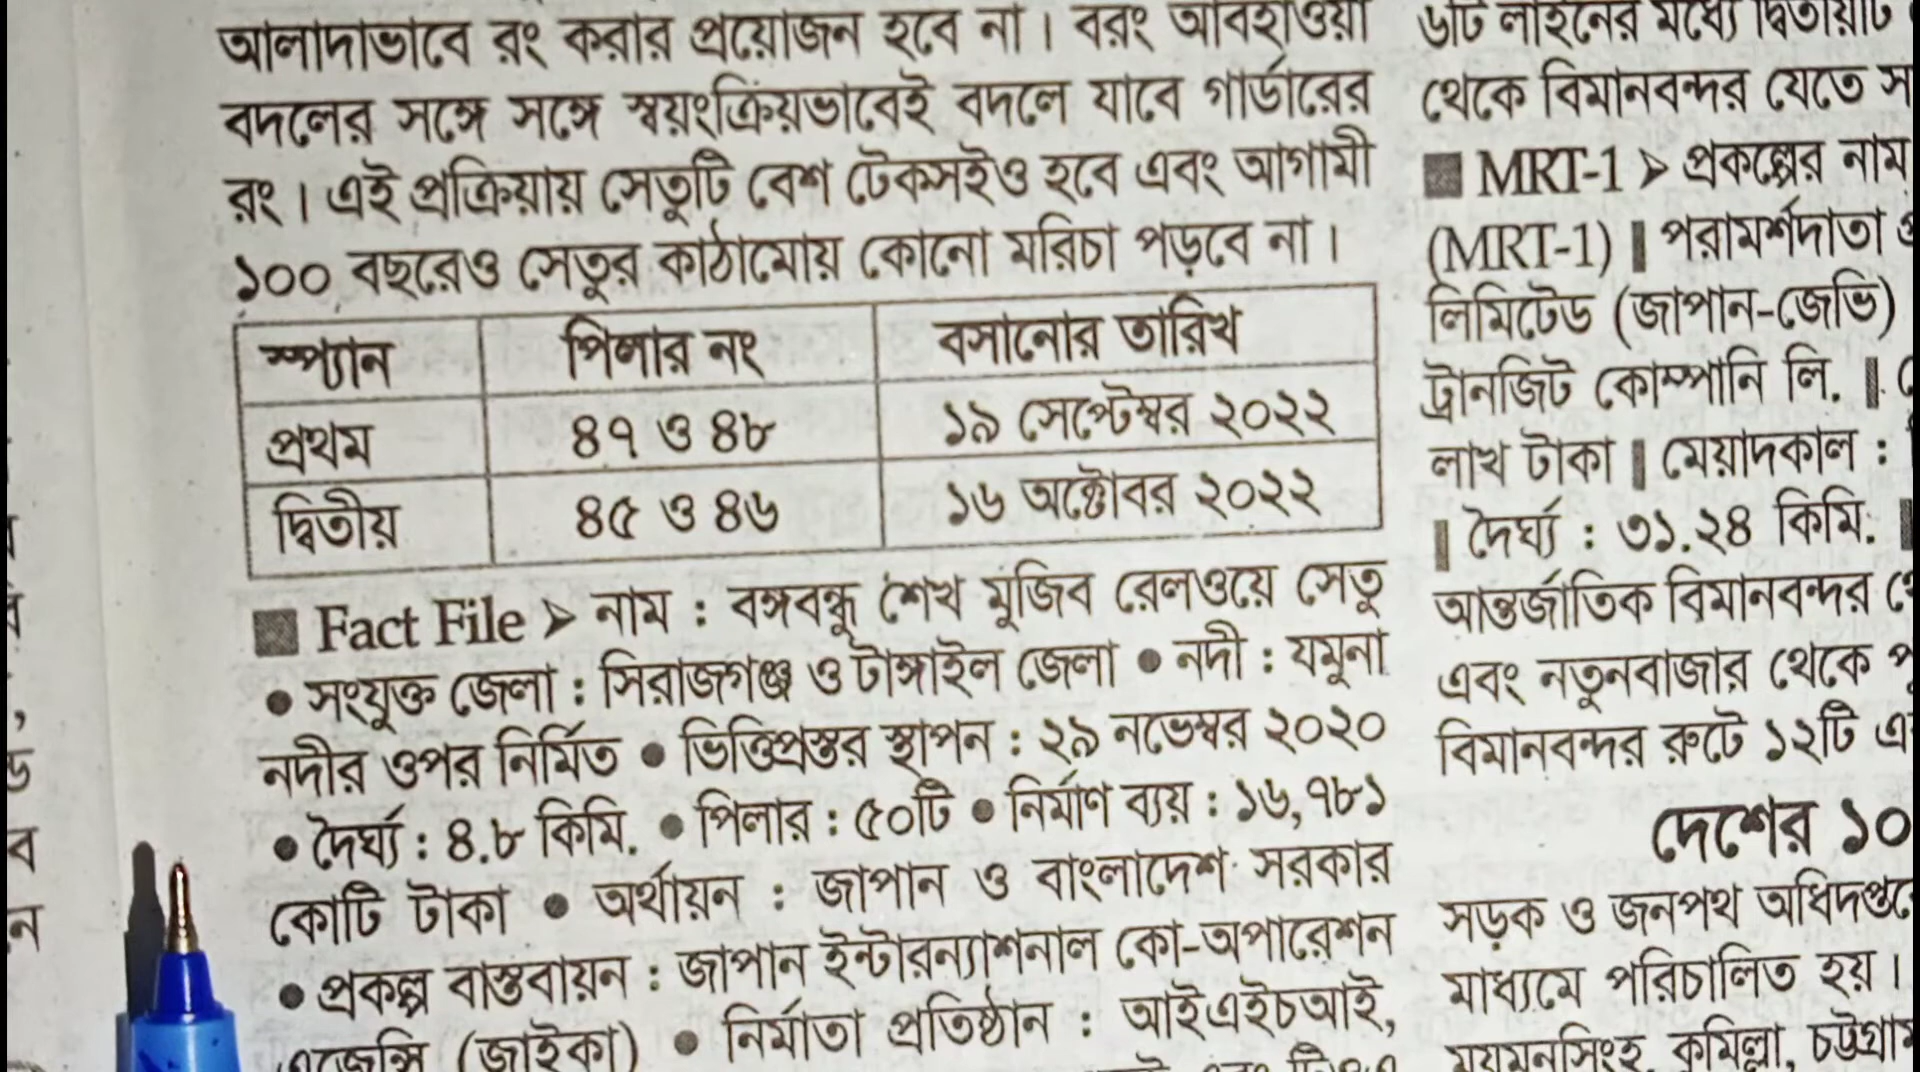 আলাদাভাবে রং করার প্রয়োজন হবে না। বরং আবহাওয়া
বদলের সঙ্গে সঙ্গে স্বয়ংক্রিয়ভাবেই বদলে যাবে গার্ডারের
রং। এই প্রক্রিয়ায় সেতুটি বেশ টেকসইও হবে এবং আগামী
১০০ বছরেও সেতুর কাঠামোয় কোনো মরিচা পড়বে না।
স্প্যান পিলার নং বসানোর তারিখ
প্রথম ৪৭ ও ৪৮ ১৯ সেপ্টেম্বর ২০২২
দ্বিতীয় ৪৫ ও ৪৬ ১৬ অক্টোবর ২০২২
■ Fact File ➤ নাম : বঙ্গবন্ধু শেখ মুজিব রেলওয়ে সেতু
● সংযুক্ত জেলা : সিরাজগঞ্জ ও টাঙ্গাইল জেলা ● নদী : যমুনা
নদীর ওপর নির্মিত ● ভিত্তিপ্রস্তর স্থাপন : ২৯ নভেম্বর ২০২০
● দৈর্ঘ্য : ৪.৮ কিমি. ● পিলার : ৫০টি ● নির্মাণ ব্যয় : ১৬,৭৮১
কোটি টাকা ● অর্থায়ন : জাপান ও বাংলাদেশ সরকার
● প্রকল্প বাস্তবায়ন : জাপান ইন্টারন্যাশনাল কো-অপারেশন
এজেন্সি (জাইকা) ● নির্মাতা প্রতিষ্ঠান : আইএইচআই,
৬টি লাইনের মধ্যে দ্বিতীয়টি
থেকে বিমানবন্দর যেতে
■ MRT-1 ➤ প্রকল্পের নাম
(MRT-1) | পরামর্শদাতা
লিমিটেড (জাপান-জেভি)
ট্রানজিট কোম্পানি লি. |
লাখ টাকা | মেয়াদকাল :
| দৈর্ঘ্য : ৩১.২৪ কিমি. |
আন্তর্জাতিক বিমানবন্দর
এবং নতুনবাজার থেকে
বিমানবন্দর রুটে ১২টি
দেশের ১০
সড়ক ও জনপথ
মাধ্যমে পরিচালিত হয়।
ময়মনসিংহ, কুমিল্লা, চট্টগ্রাম